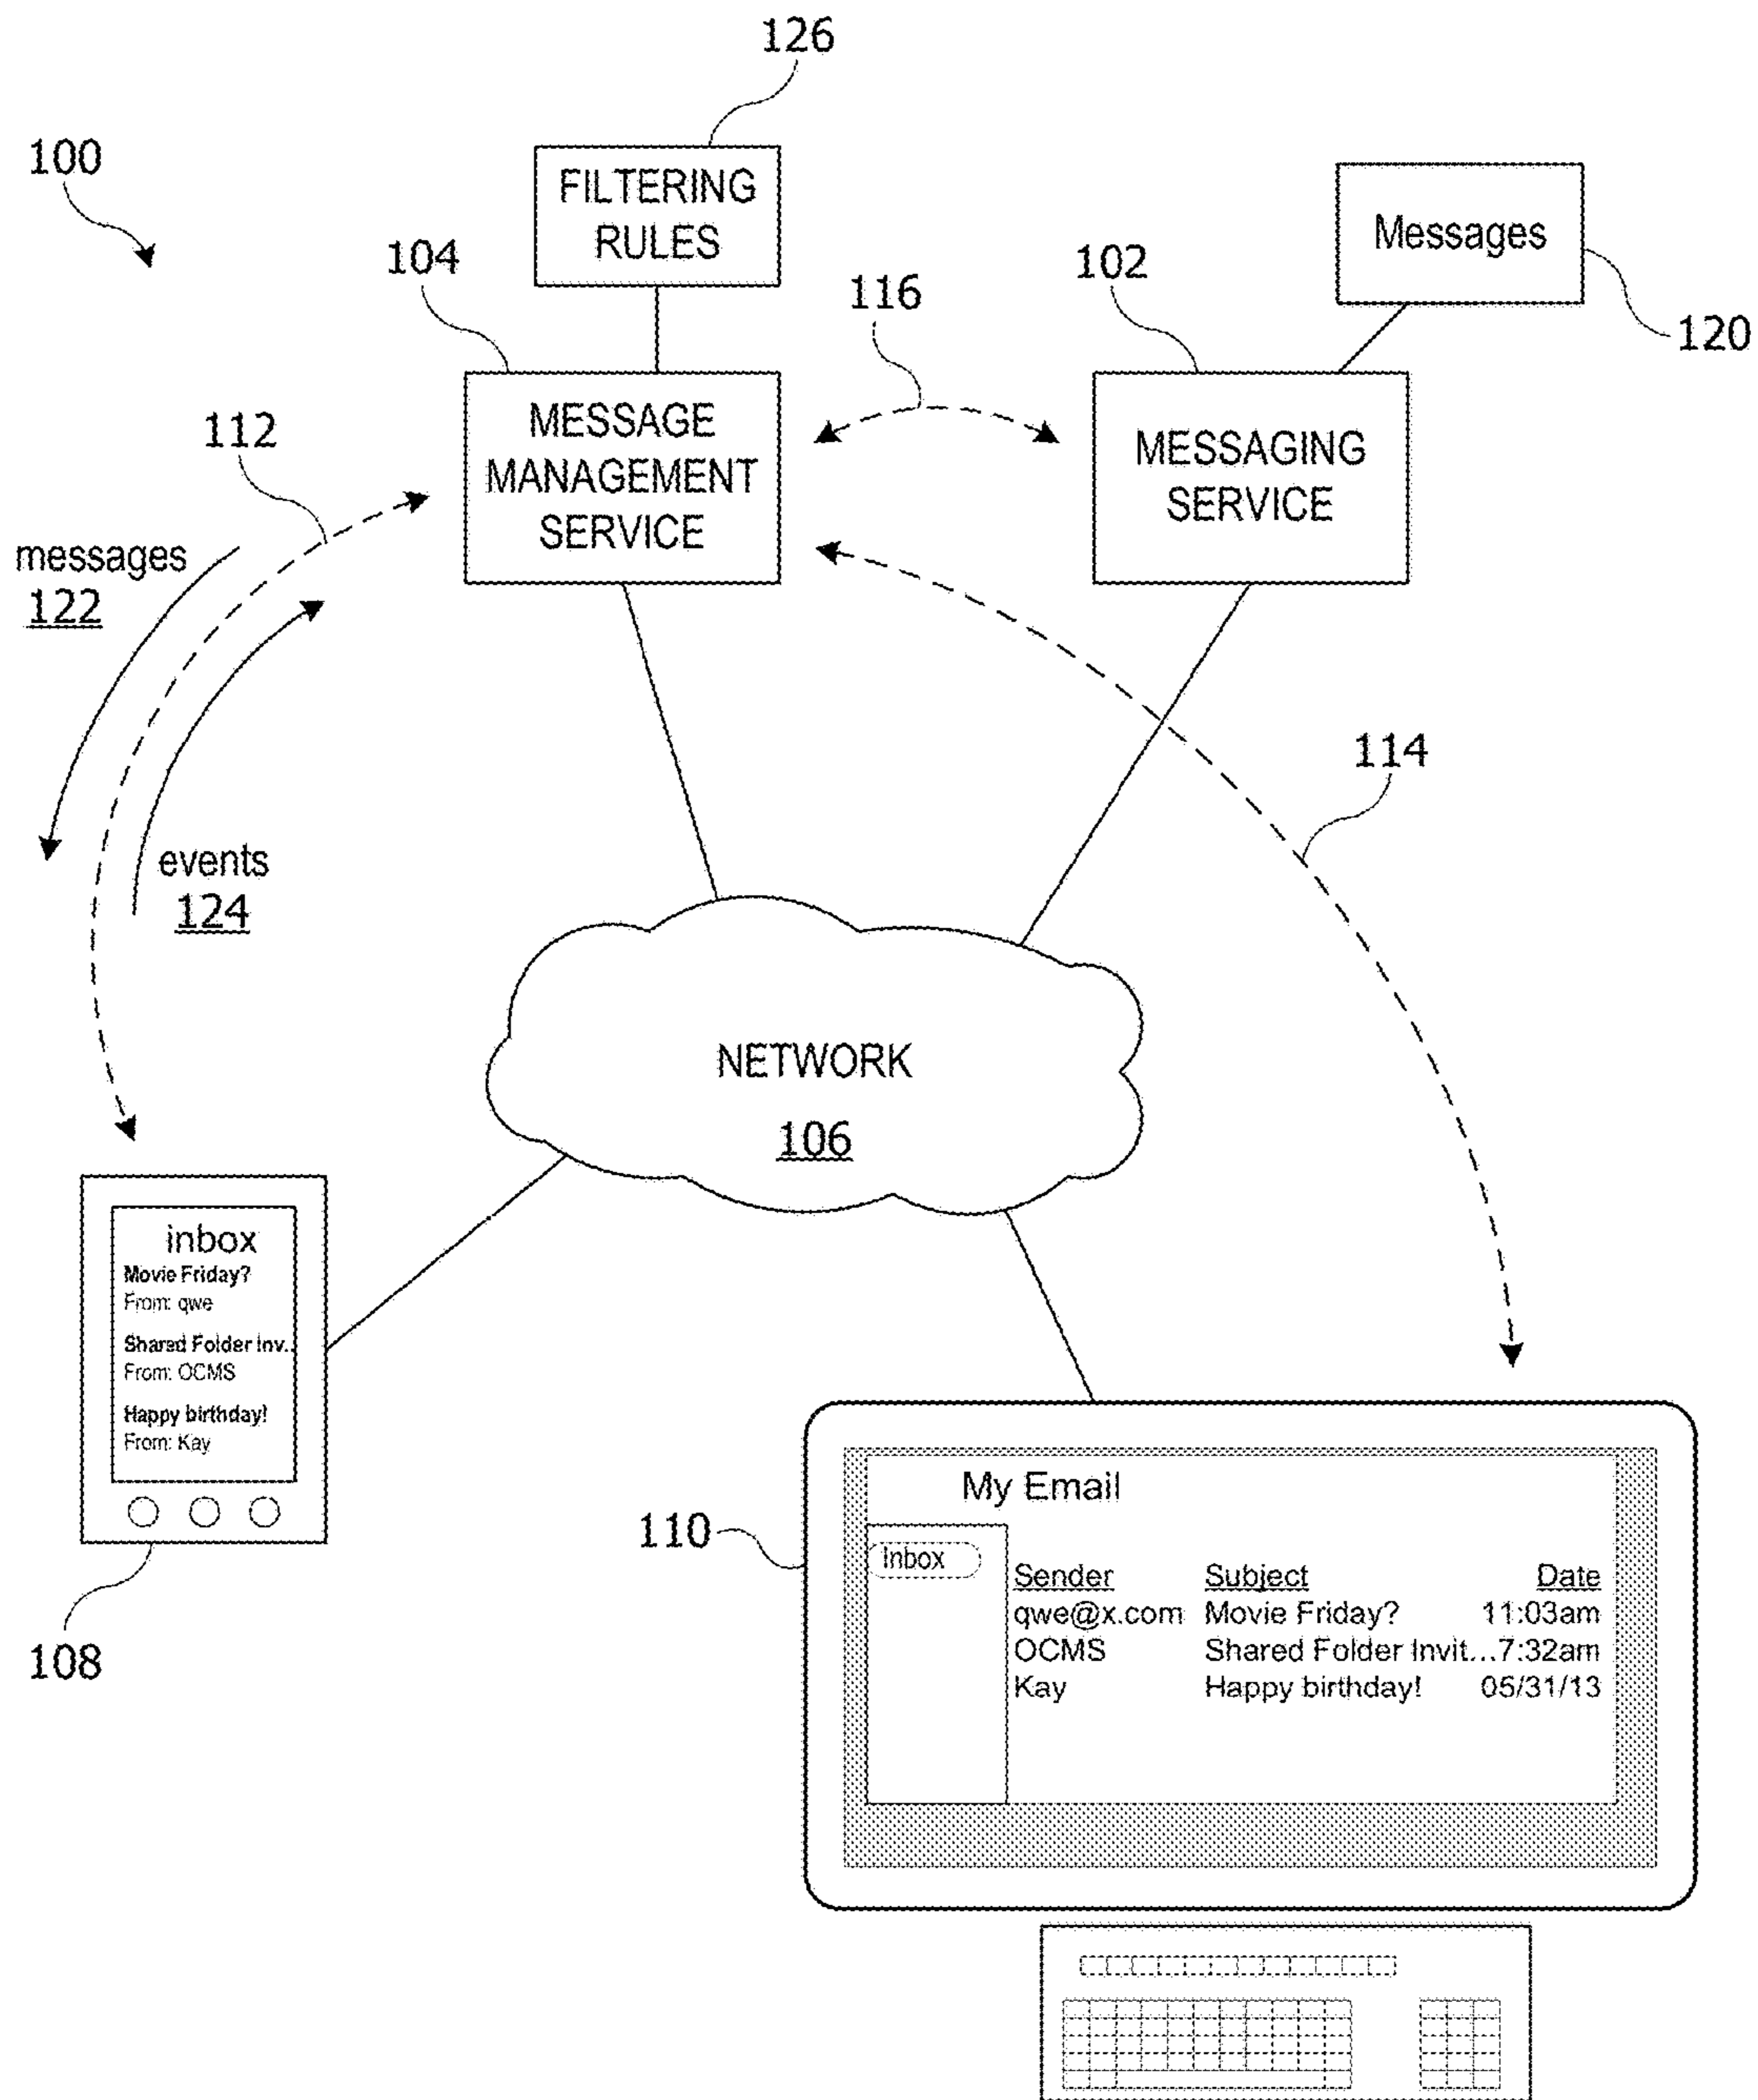 126
100
FILTERING
RULES
Messages
104
116
102
120
MESSAGE
MANAGEMENT
SERVICE
MESSAGING
SERVICE
112
messages
122
114
events
124
NETWORK
106
inbox
Movie Friday?
From: qwe
Shared Folder Inv..
From: OCMS
Happy birthday!
From: Kay
108
110
My Email
Inbox
Sender Subject Date
qwe@x.com Movie Friday? 11:03am
OCMS Shared Folder Invit...7:32am
Kay Happy birthday! 05/31/13